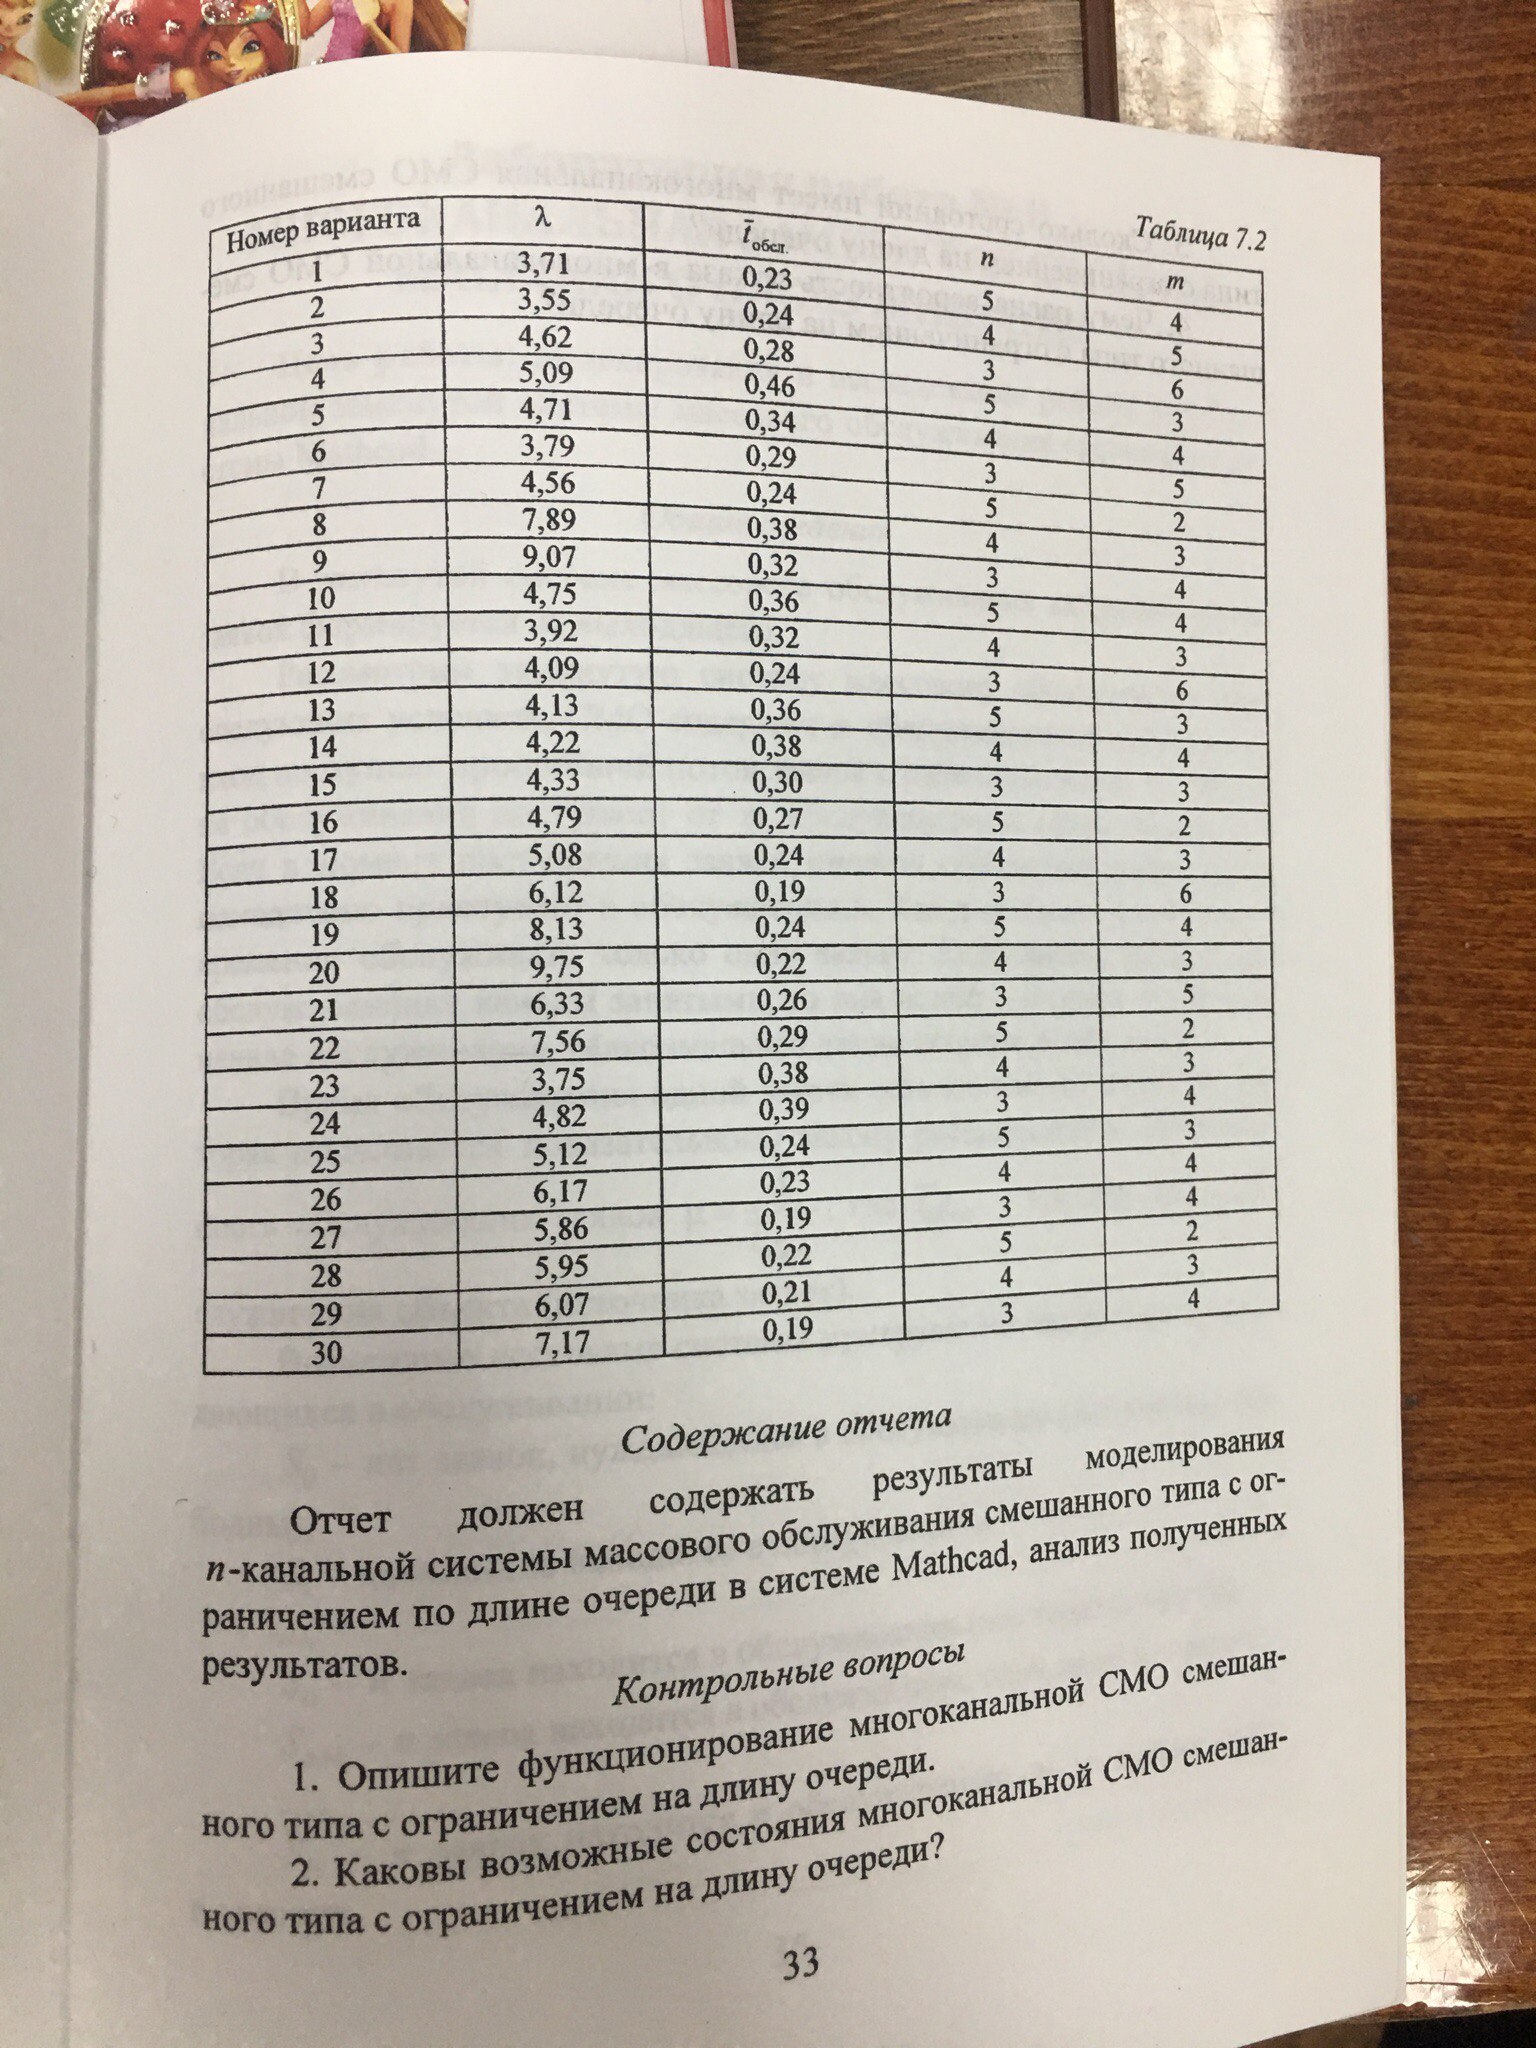 Таблица 7.2
Номер варианта λ t̄обсл. n m
1 3,71 0,23 5 4
2 3,55 0,24 4 5
3 4,62 0,28 3 6
4 5,09 0,46 5 3
5 4,71 0,34 4 4
6 3,79 0,29 3 5
7 4,56 0,24 5 2
8 7,89 0,38 4 3
9 9,07 0,32 3 4
10 4,75 0,36 5 4
11 3,92 0,32 4 3
12 4,09 0,24 3 6
13 4,13 0,36 5 3
14 4,22 0,38 4 4
15 4,33 0,30 3 3
16 4,79 0,27 5 2
17 5,08 0,24 4 3
18 6,12 0,19 3 6
19 8,13 0,24 5 4
20 9,75 0,22 4 3
21 6,33 0,26 3 5
22 7,56 0,29 5 2
23 3,75 0,38 4 3
24 4,82 0,39 3 4
25 5,12 0,24 5 3
26 6,17 0,23 4 4
27 5,86 0,19 3 4
28 5,95 0,22 5 2
29 6,07 0,21 4 3
30 7,17 0,19 3 4
Содержание отчета
Отчет должен содержать результаты моделирования
n-канальной системы массового обслуживания смешанного типа с ог-
раничением по длине очереди в системе Mathcad, анализ полученных
результатов.
Контрольные вопросы
1. Опишите функционирование многоканальной СМО смешан-
ного типа с ограничением на длину очереди.
2. Каковы возможные состояния многоканальной СМО смешан-
ного типа с ограничением на длину очереди?
33